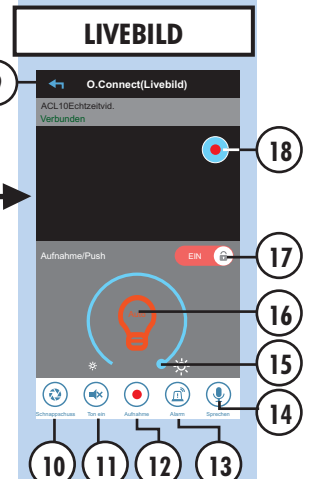 LIVEBILD
O.Connect(Livebild)
ACL10Echtzeitvid.
Verbunden
18
Aufnahme/Push
EIN
17
16
15
Schnappschuss
Ton ein
Aufnahme
Alarm
Sprechen
14
10
11
12
13